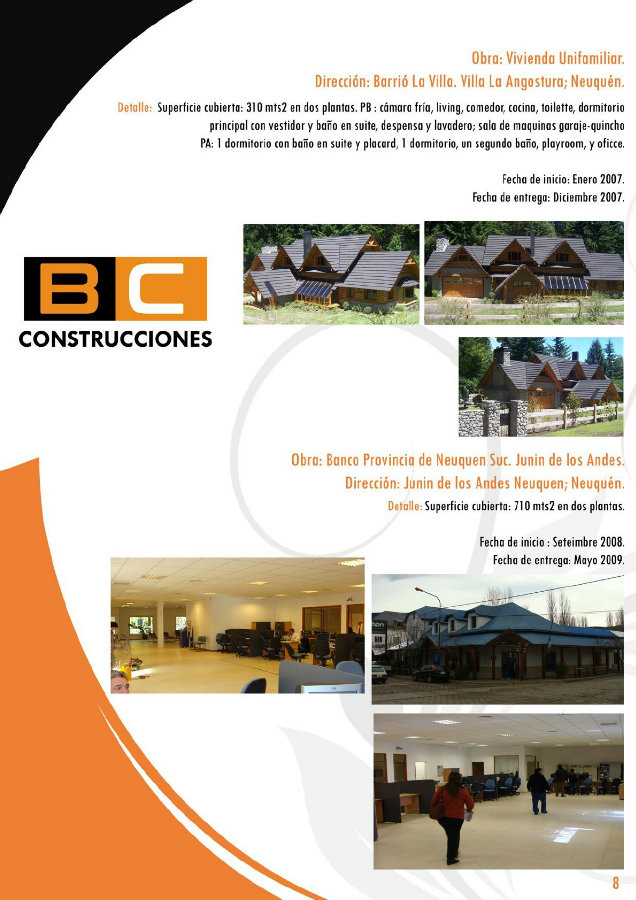 Obra: Vivienda Unifamiliar.
Dirección: Barrió La Villa. Villa La Angostura; Neuquén.
Detalle: Superficie cubierta: 310 mts2 en dos plantas. PB : cámara fría, living, comedor, cocina, toilette, dormitorio
principal con vestidor y baño en suite, despensa y lavadero; sala de maquinas garaje-quincho
PA: 1 dormitorio con baño en suite y placard, 1 dormitorio, un segundo baño, playroom, y oficce.
Fecha de inicio: Enero 2007.
Fecha de entrega: Diciembre 2007.
BC
CONSTRUCCIONES
Obra: Banco Provincia de Neuquen Suc. Junin de los Andes.
Dirección: Junin de los Andes Neuquen; Neuquén.
Detalle: Superficie cubierta: 710 mts2 en dos plantas.
Fecha de inicio : Seteimbre 2008.
Fecha de entrega: Mayo 2009.
8